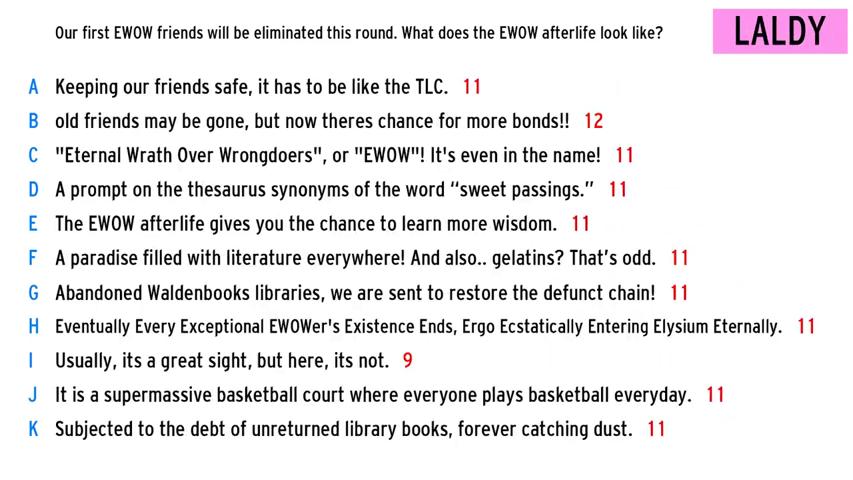 Our first EWOW friends will be eliminated this round. What does the EWOW afterlife look like?
LALDY
A Keeping our friends safe, it has to be like the TLC. 11
B old friends may be gone, but now theres chance for more bonds!! 12
C "Eternal Wrath Over Wrongdoers", or "EWOW"! It's even in the name! 11
D A prompt on the thesaurus synonyms of the word “sweet passings.” 11
E The EWOW afterlife gives you the chance to learn more wisdom. 11
F A paradise filled with literature everywhere! And also.. gelatins? That’s odd. 11
G Abandoned Waldenbooks libraries, we are sent to restore the defunct chain! 11
H Eventually Every Exceptional EWOWer's Existence Ends, Ergo Ecstatically Entering Elysium Eternally. 11
I Usually, its a great sight, but here, its not. 9
J It is a supermassive basketball court where everyone plays basketball everyday. 11
K Subjected to the debt of unreturned library books, forever catching dust. 11